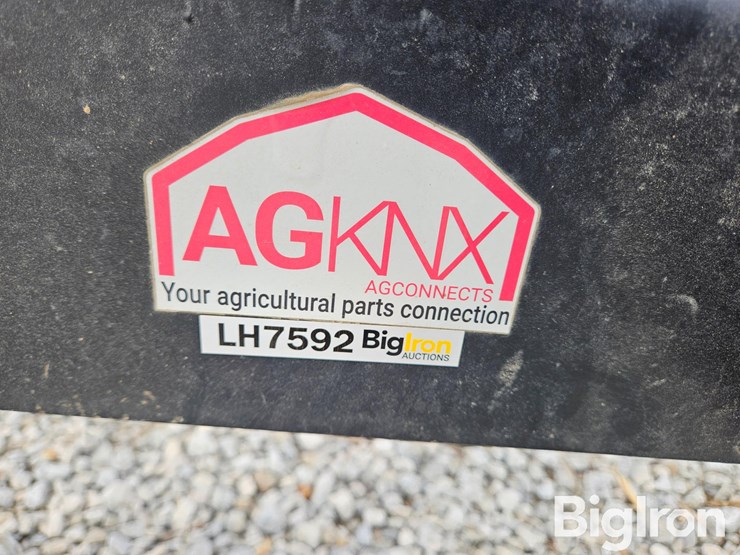 AGKNX
AGCONNECTS
Your agricultural parts connection
LH7592 BigIron
AUCTIONS
BigIron